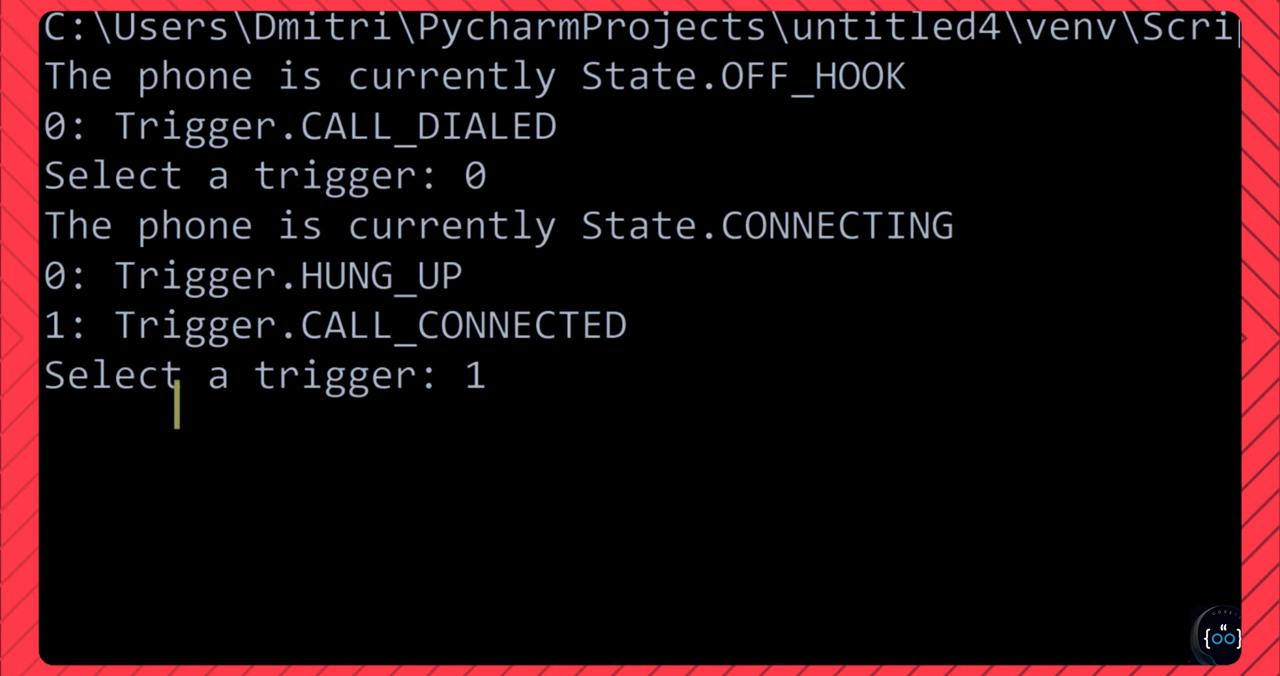 C:\Users\Dmitri\PycharmProjects\untitled4\venv\Scri
The phone is currently State.OFF_HOOK
0: Trigger.CALL_DIALED
Select a trigger: 0
The phone is currently State.CONNECTING
0: Trigger.HUNG_UP
1: Trigger.CALL_CONNECTED
Select a trigger: 1